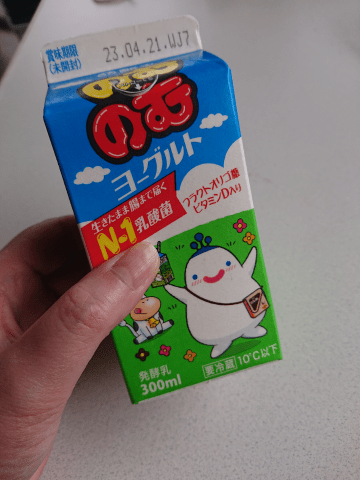 賞味期限
(未開封)
23.04.21.UJ7
のむ
ヨーグルト
生きたまま腸まで届く
N-1乳酸菌
フラクトオリゴ糖
ビタミンD入り
発酵乳
300ml
要冷蔵 10℃以下